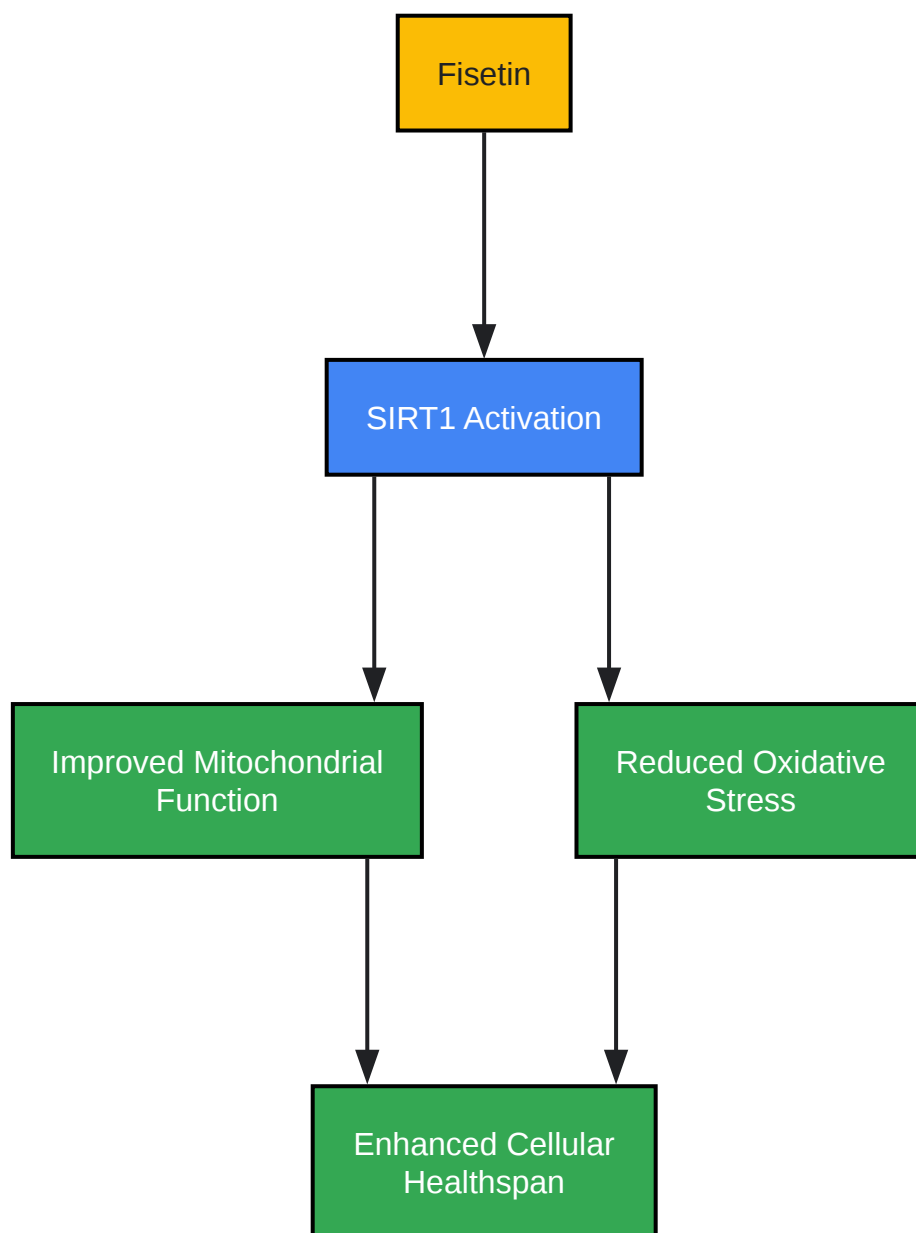 Fisetin
SIRT1 Activation
Improved Mitochondrial
Function
Reduced Oxidative
Stress
Enhanced Cellular
Healthspan